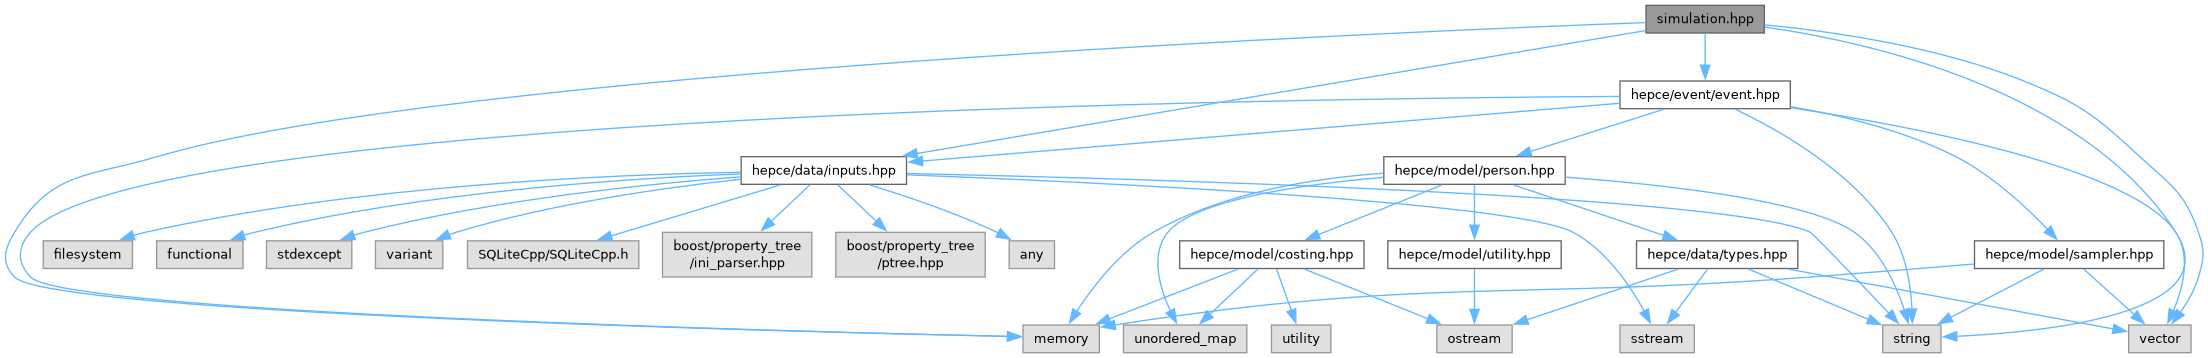 simulation.hpp
hepce/event/event.hpp
hepce/data/inputs.hpp
hepce/model/person.hpp
filesystem
functional
stdexcept
variant
SQLiteCpp/SQLiteCpp.h
boost/property_tree
/ini_parser.hpp
boost/property_tree
/ptree.hpp
any
hepce/model/costing.hpp
hepce/model/utility.hpp
hepce/data/types.hpp
hepce/model/sampler.hpp
memory
unordered_map
utility
ostream
sstream
string
vector